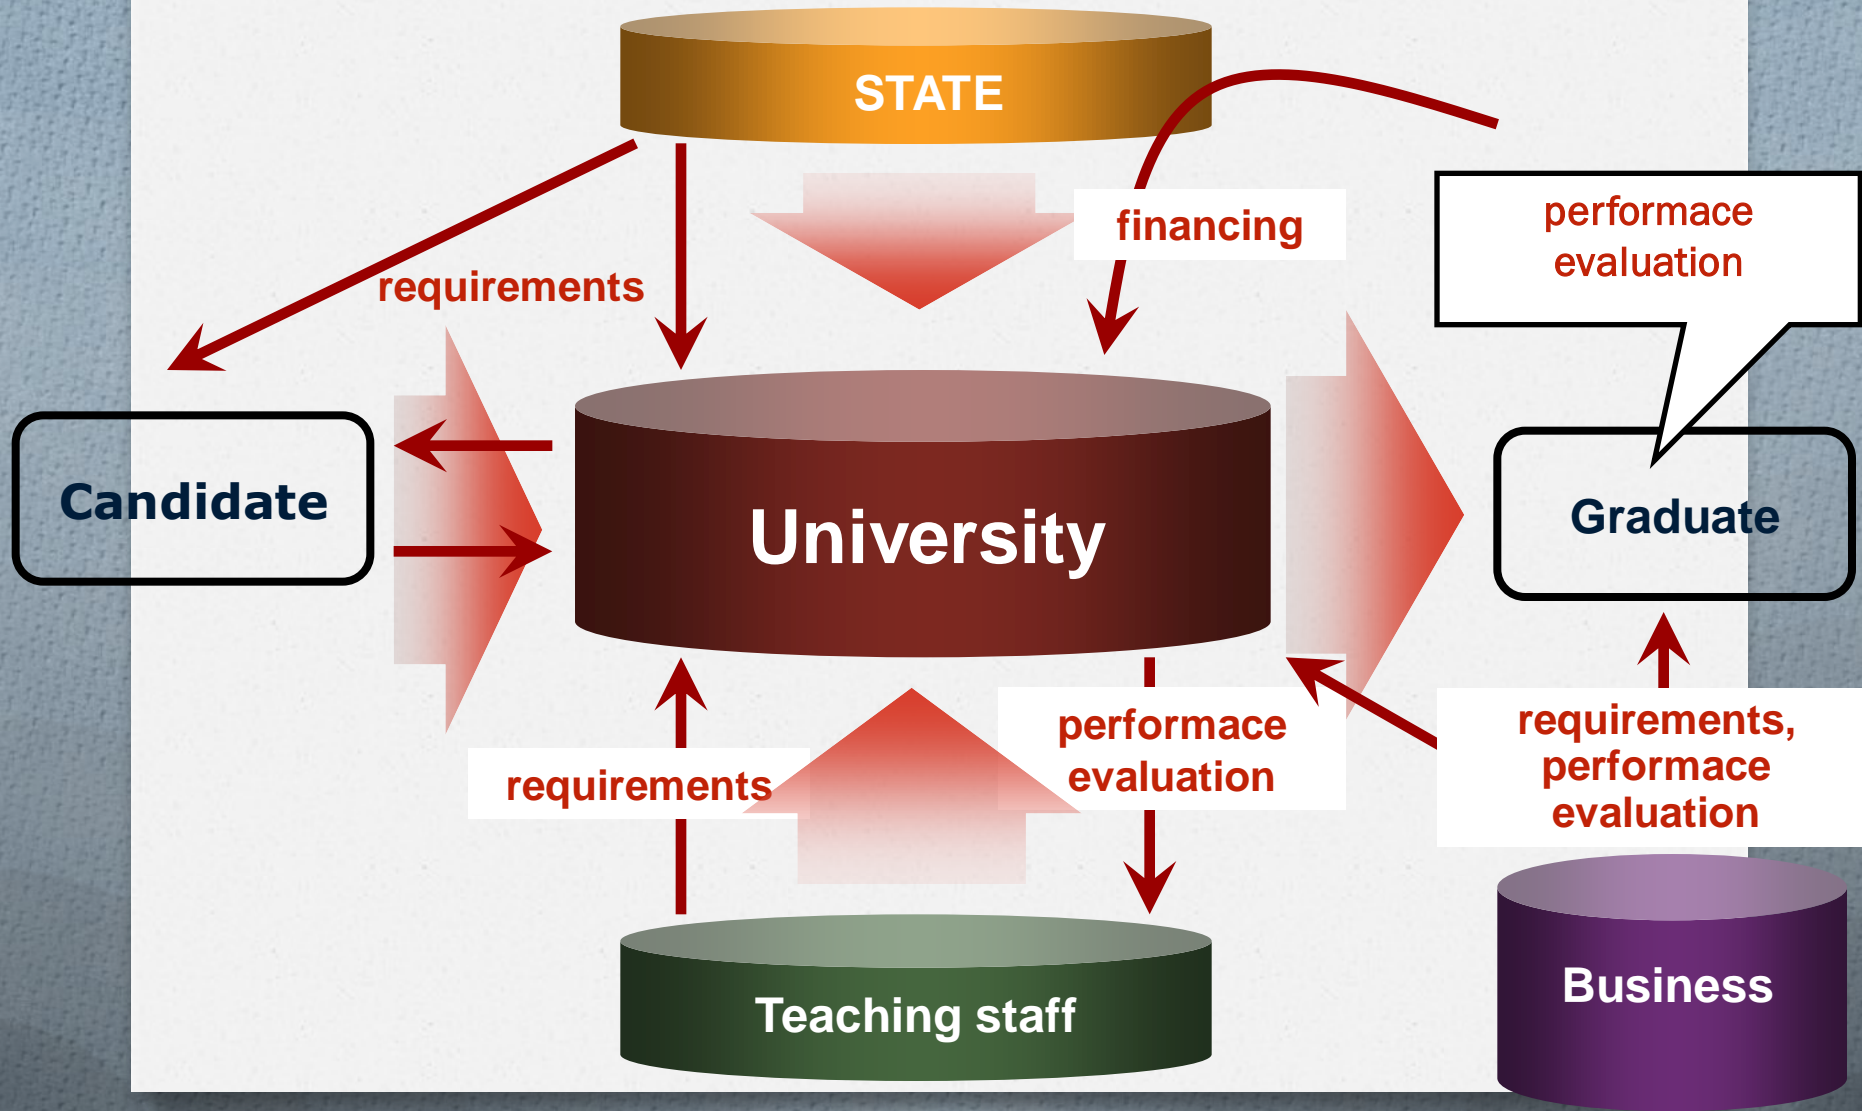 STATE
financing
performace
evaluation
requirements
Candidate
University
Graduate
requirements
performace
evaluation
requirements,
performace
evaluation
Teaching staff
Business